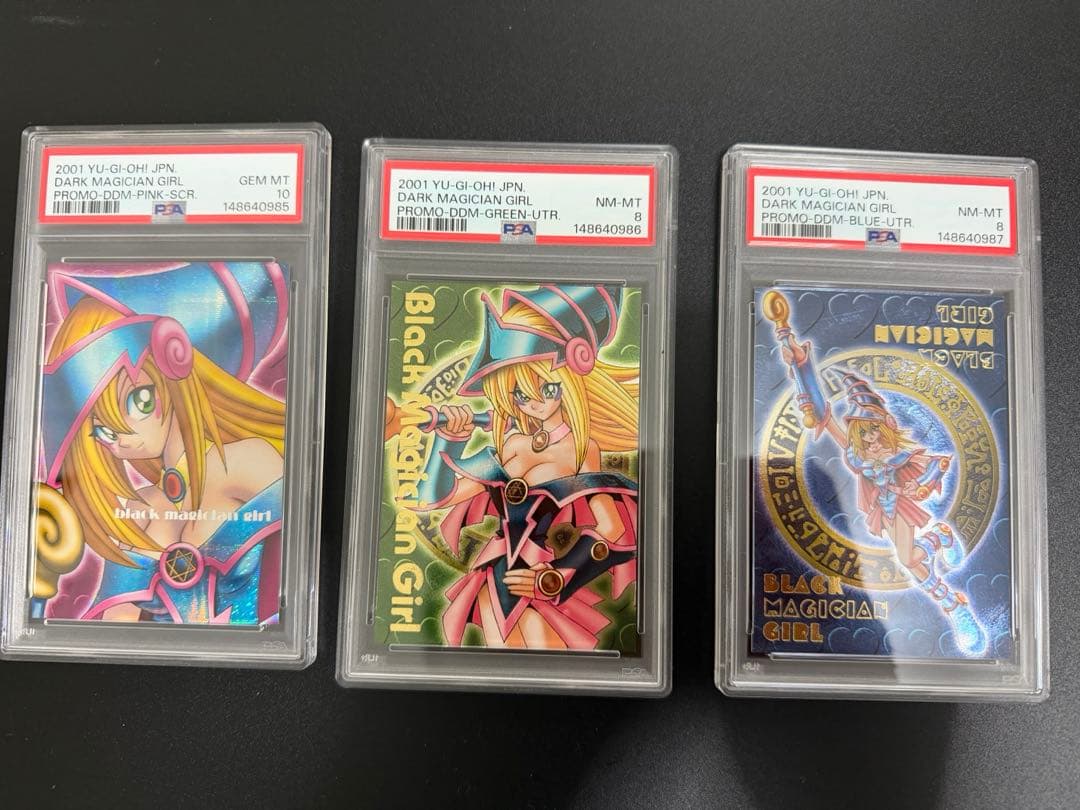 2001 YU-GI-OH! JPN.
DARK MAGICIAN GIRL GEM MT
PROMO-DDM-PINK-SCR. 10
PSA 148640985
black magician girl
2001 YU-GI-OH! JPN.
DARK MAGICIAN GIRL NM-MT
PROMO-DDM-GREEN-UTR. 8
PSA 148640986
Black Magician Girl
2001 YU-GI-OH! JPN.
DARK MAGICIAN GIRL NM-MT
PROMO-DDM-BLUE-UTR. 8
PSA 148640987
BLACK
MAGICIAN
GIRL
BLACK
MAGICIAN
GIRL